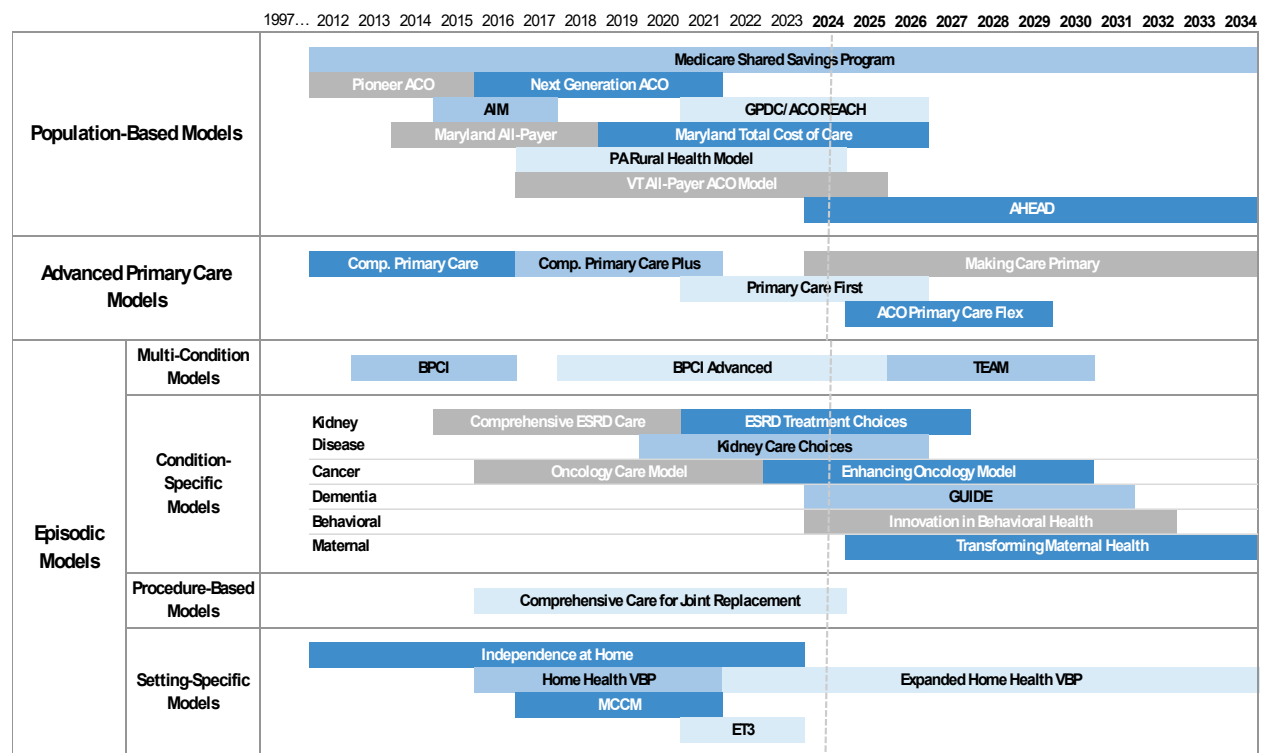 1997... 2012 2013 2014 2015 2016 2017 2018 2019 2020 2021 2022 2023 2024 2025 2026 2027 2028 2029 2030 2031 2032 2033 2034
Population-Based Models
Medicare Shared Savings Program
Pioneer ACO Next Generation ACO
AIM GPDC/ ACO REACH
Maryland All-Payer Maryland Total Cost of Care
PA Rural Health Model
VT All-Payer ACO Model
AHEAD
Advanced Primary Care
Models
Comp. Primary Care Comp. Primary Care Plus Making Care Primary
Primary Care First
ACO Primary Care Flex
Episodic
Models
Multi-Condition
Models
BPCI BPCI Advanced TEAM
Condition-
Specific
Models
Kidney Comprehensive ESRD Care ESRD Treatment Choices
Disease Kidney Care Choices
Cancer Oncology Care Model Enhancing Oncology Model
Dementia GUIDE
Behavioral Innovation in Behavioral Health
Maternal Transforming Maternal Health
Procedure-Based
Models
Comprehensive Care for Joint Replacement
Setting-Specific
Models
Independence at Home
Home Health VBP Expanded Home Health VBP
MCCM
ET3